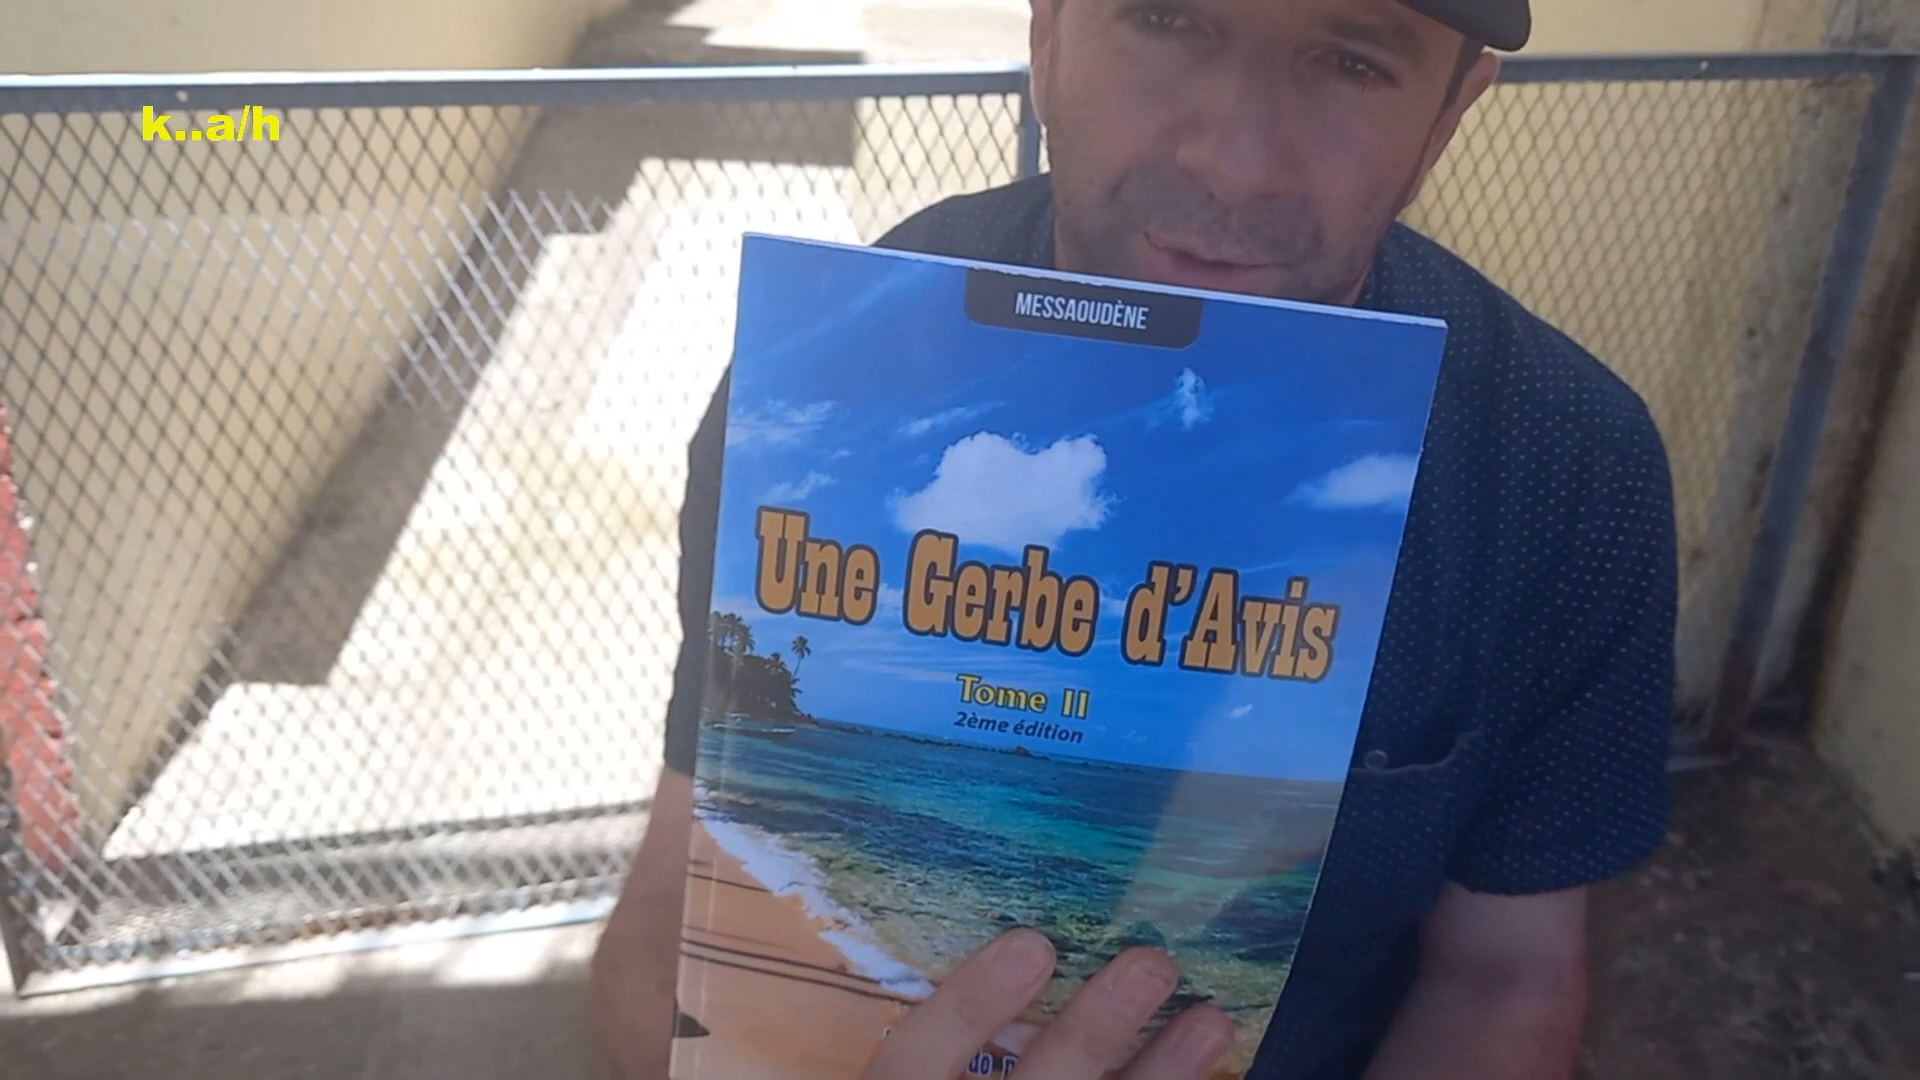 k..a/h
MESSAOUDÈNE
Une Gerbe d'Avis
Tome II
2ème édition